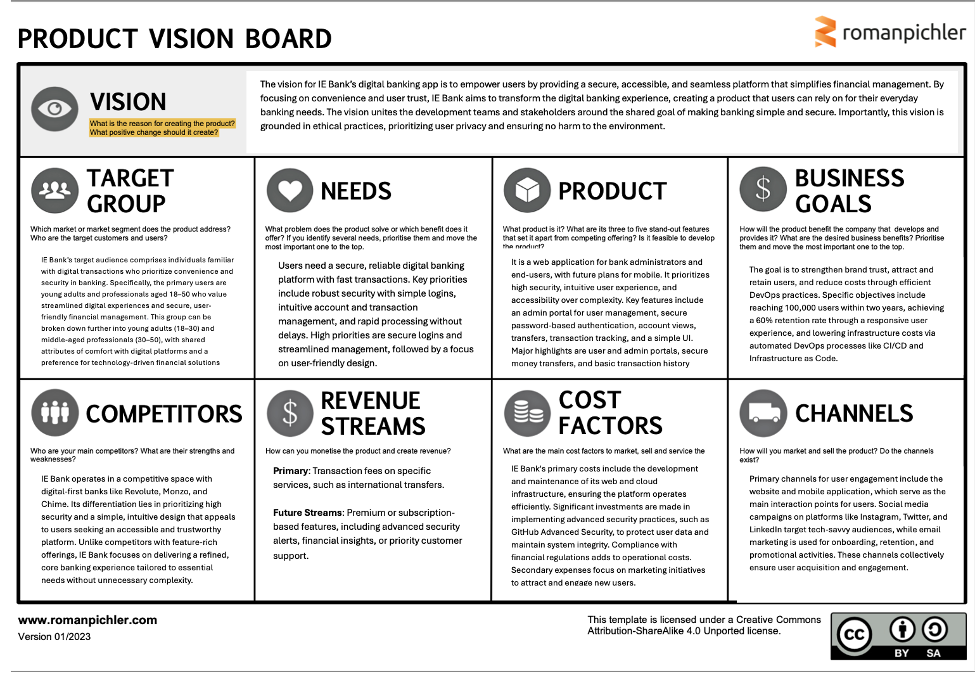 PRODUCT VISION BOARD
romanpichler
VISION
What is the reason for creating the product?
What positive change should it create?
The vision for IE Bank's digital banking app is to empower users by providing a secure, accessible, and seamless platform that simplifies financial management. By
focusing on convenience and user trust, IE Bank aims to transform the digital banking experience, creating a product that users can rely on for their everyday
banking needs. The vision unites the development teams and stakeholders around the shared goal of making banking simple and secure. Importantly, this vision is
grounded in ethical practices, prioritizing user privacy and ensuring no harm to the environment.
TARGET
GROUP
Which market or market segment does the product address?
Who are the target customers and users?
IE Bank's target audience comprises individuals familiar
with digital transactions who prioritize convenience and
security in banking. Specifically, the primary users are
young adults and professionals aged 18–50 who value
streamlined digital experiences and secure, user-
friendly financial management. This group can be
broken down further into young adults (18–30) and
middle-aged professionals (30–50), with shared
attributes of comfort with digital platforms and a
preference for technology-driven financial solutions
NEEDS
What problem does the product solve or which benefit does it
offer? If you identify several needs, prioritise them and move the
most important one to the top.
Users need a secure, reliable digital banking
platform with fast transactions. Key priorities
include robust security with simple logins,
intuitive account and transaction
management, and rapid processing without
delays. High priorities are secure logins and
streamlined management, followed by a focus
on user-friendly design.
PRODUCT
What product is it? What are its three to five stand-out features
that set it apart from competing offering? Is it feasible to develop
the product?
It is a web application for bank administrators and
end-users, with future plans for mobile. It prioritizes
high security, intuitive user experience, and
accessibility over complexity. Key features include
an admin portal for user management, secure
password-based authentication, account views,
transfers, transaction tracking, and a simple UI.
Major highlights are user and admin portals, secure
money transfers, and basic transaction history
BUSINESS
GOALS
How will the product benefit the company that develops and
provides it? What are the desired business benefits? Prioritise
them and move the most important one to the top.
The goal is to strengthen brand trust, attract and
retain users, and reduce costs through efficient
DevOps practices. Specific objectives include
reaching 100,000 users within two years, achieving
a 60% retention rate through a responsive user
experience, and lowering infrastructure costs via
automated DevOps processes like CI/CD and
Infrastructure as Code.
COMPETITORS
Who are your main competitors? What are their strengths and
weaknesses?
IE Bank operates in a competitive space with
digital-first banks like Revolute, Monzo, and
Chime. Its differentiation lies in prioritizing high
security and a simple, intuitive design that appeals
to users seeking an accessible and trustworthy
platform. Unlike competitors with feature-rich
offerings, IE Bank focuses on delivering a refined,
core banking experience tailored to essential
needs without unnecessary complexity.
REVENUE
STREAMS
How can you monetise the product and create revenue?
Primary: Transaction fees on specific
services, such as international transfers.
Future Streams: Premium or subscription-
based features, including advanced security
alerts, financial insights, or priority customer
support.
COST
FACTORS
What are the main cost factors to market, sell and service the
IE Bank's primary costs include the development
and maintenance of its web and cloud
infrastructure, ensuring the platform operates
efficiently. Significant investments are made in
implementing advanced security practices, such as
GitHub Advanced Security, to protect user data and
maintain system integrity. Compliance with
financial regulations adds to operational costs.
Secondary expenses focus on marketing initiatives
to attract and engage new users.
CHANNELS
How will you market and sell the product? Do the channels
exist?
Primary channels for user engagement include the
website and mobile application, which serve as the
main interaction points for users. Social media
campaigns on platforms like Instagram, Twitter, and
LinkedIn target tech-savvy audiences, while email
marketing is used for onboarding, retention, and
promotional activities. These channels collectively
ensure user acquisition and engagement.
www.romanpichler.com
Version 01/2023
This template is licensed under a Creative Commons
Attribution-ShareAlike 4.0 Unported license.
cc
BY SA